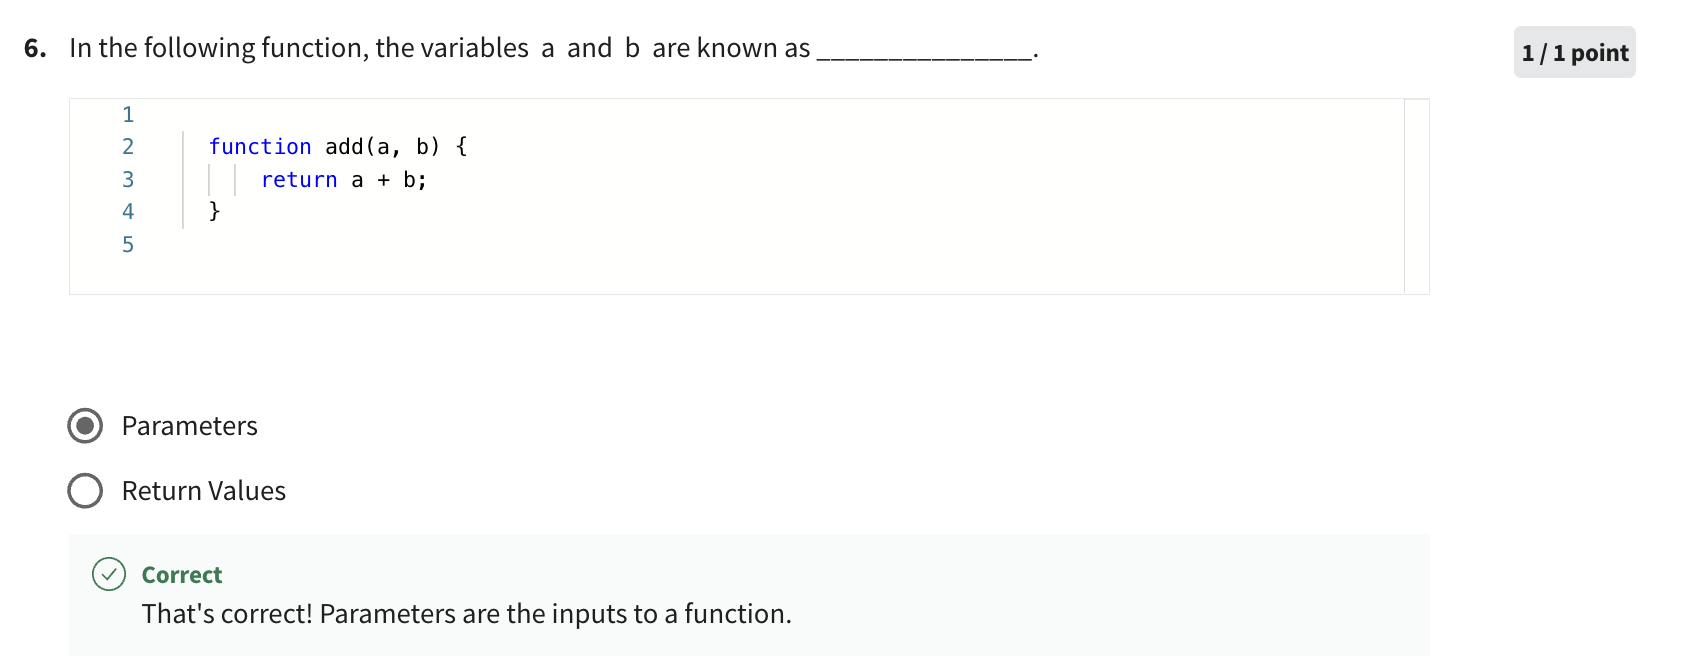 6. In the following function, the variables a and b are known as _______________.
1 / 1 point
1
2 function add(a, b) {
3 return a + b;
4 }
5
Parameters
Return Values
Correct
That's correct! Parameters are the inputs to a function.